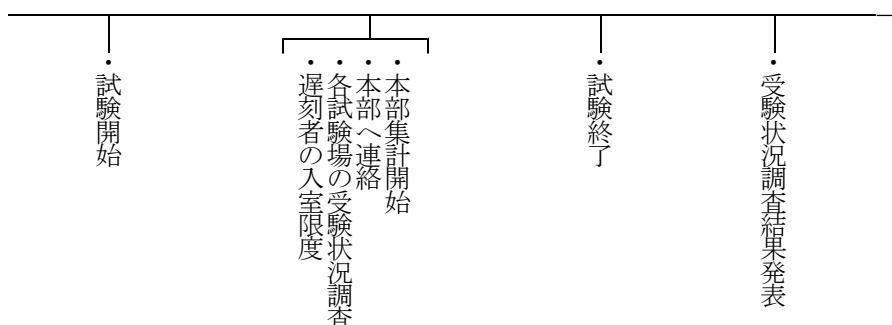 ・試験開始
・遅刻者の入室限度
・各試験場の受験状況調査
・本部へ連絡
・本部集計開始
・試験終了
・受験状況調査結果発表